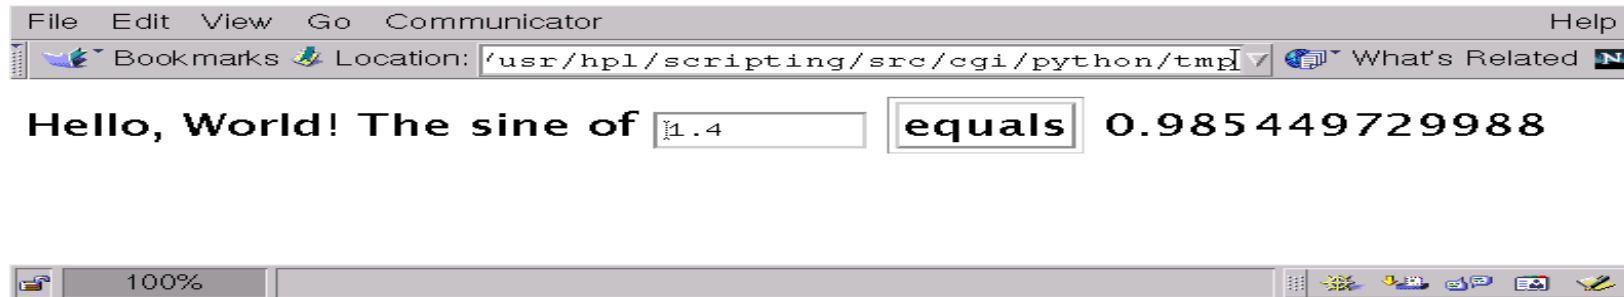 File Edit View Go Communicator Help
Bookmarks Location: /usr/hpl/scripting/src/cgi/python/tmp What's Related N
Hello, World! The sine of 1.4 equals 0.985449729988
100%